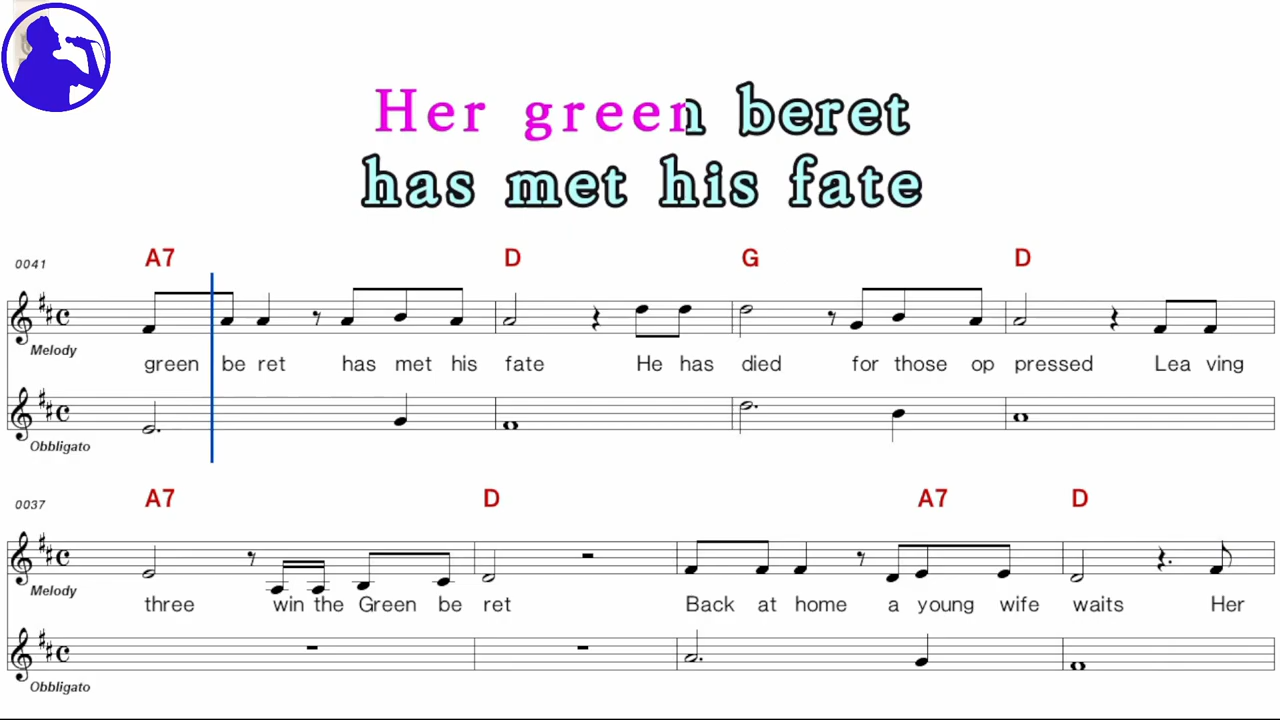 Her green beret
has met his fate
A7 D G D
0041
Melody
green be ret has met his fate He has died for those op pressed Lea ving
Obbligato
A7 D A7 D
0037
Melody
three win the Green be ret Back at home a young wife waits Her
Obbligato